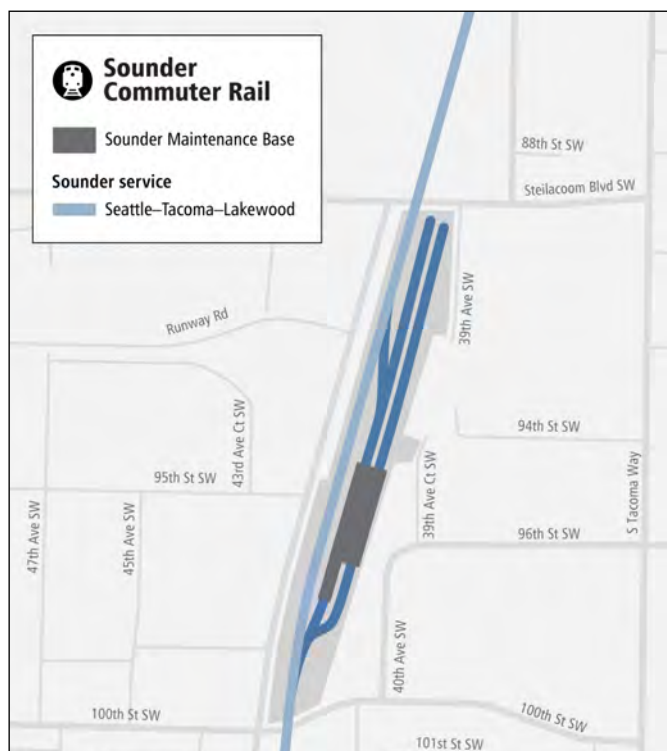 Sounder
Commuter Rail
Sounder Maintenance Base
Sounder service
Seattle–Tacoma–Lakewood
88th St SW
Steilacoom Blvd SW
Runway Rd
39th Ave SW
43rd Ave Ct SW
94th St SW
95th St SW
39th Ave Ct SW
S Tacoma Way
47th Ave SW
45th Ave SW
96th St SW
40th Ave SW
100th St SW
100th St SW
101st St SW